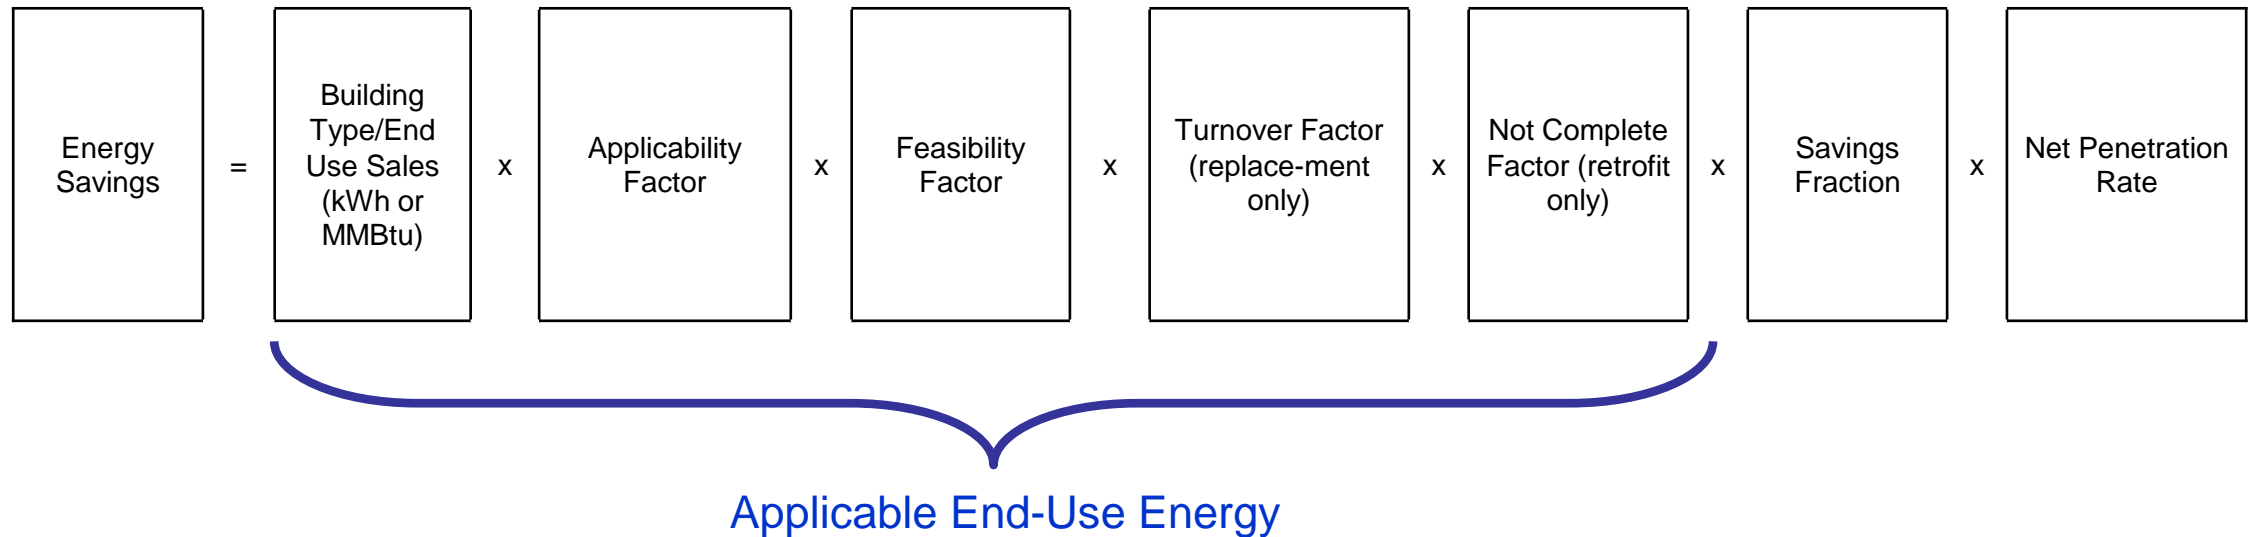 Energy
Savings
=
Building
Type/End
Use Sales
(kWh or
MMBtu)
x
Applicability
Factor
x
Feasibility
Factor
x
Turnover Factor
(replace-ment
only)
x
Not Complete
Factor (retrofit
only)
x
Savings
Fraction
x
Net Penetration
Rate
Applicable End-Use Energy